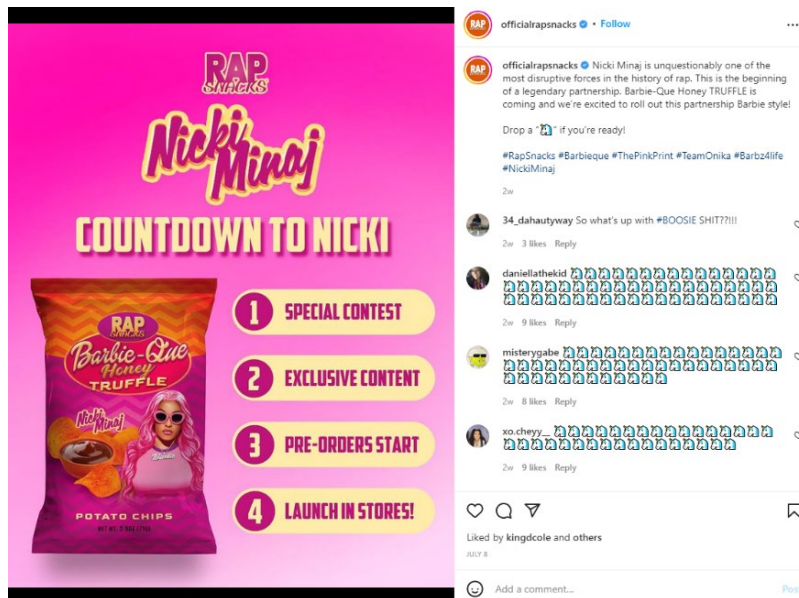 RAP
SNACKS
Nicki
Minaj
COUNTDOWN TO NICKI
1 SPECIAL CONTEST
2 EXCLUSIVE CONTENT
3 PRE-ORDERS START
4 LAUNCH IN STORES!
RAP
SNACKS
Barbie-Que
Honey
TRUFFLE
Nicki Minaj
Barbie
POTATO CHIPS
RAP
officialrapsnacks • Follow
RAP
officialrapsnacks Nicki Minaj is unquestionably one of the
most disruptive forces in the history of rap. This is the beginning
of a legendary partnership. Barbie-Que Honey TRUFFLE is
coming and we're excited to roll out this partnership Barbie style!
Drop a "🦄" if you're ready!
#RapSnacks #Barbieque #ThePinkPrint #TeamOnika #Barbz4life
#NickiMinaj
2w
34_dahautyway So what's up with #BOOSIE SHIT??!!!
2w 3 likes Reply
daniellathekid
2w 9 likes Reply
misterygabe
2w 8 likes Reply
xo.cheyy__
2w 9 likes Reply
Liked by kingdcole and others
JULY 8
Add a comment...
Pos